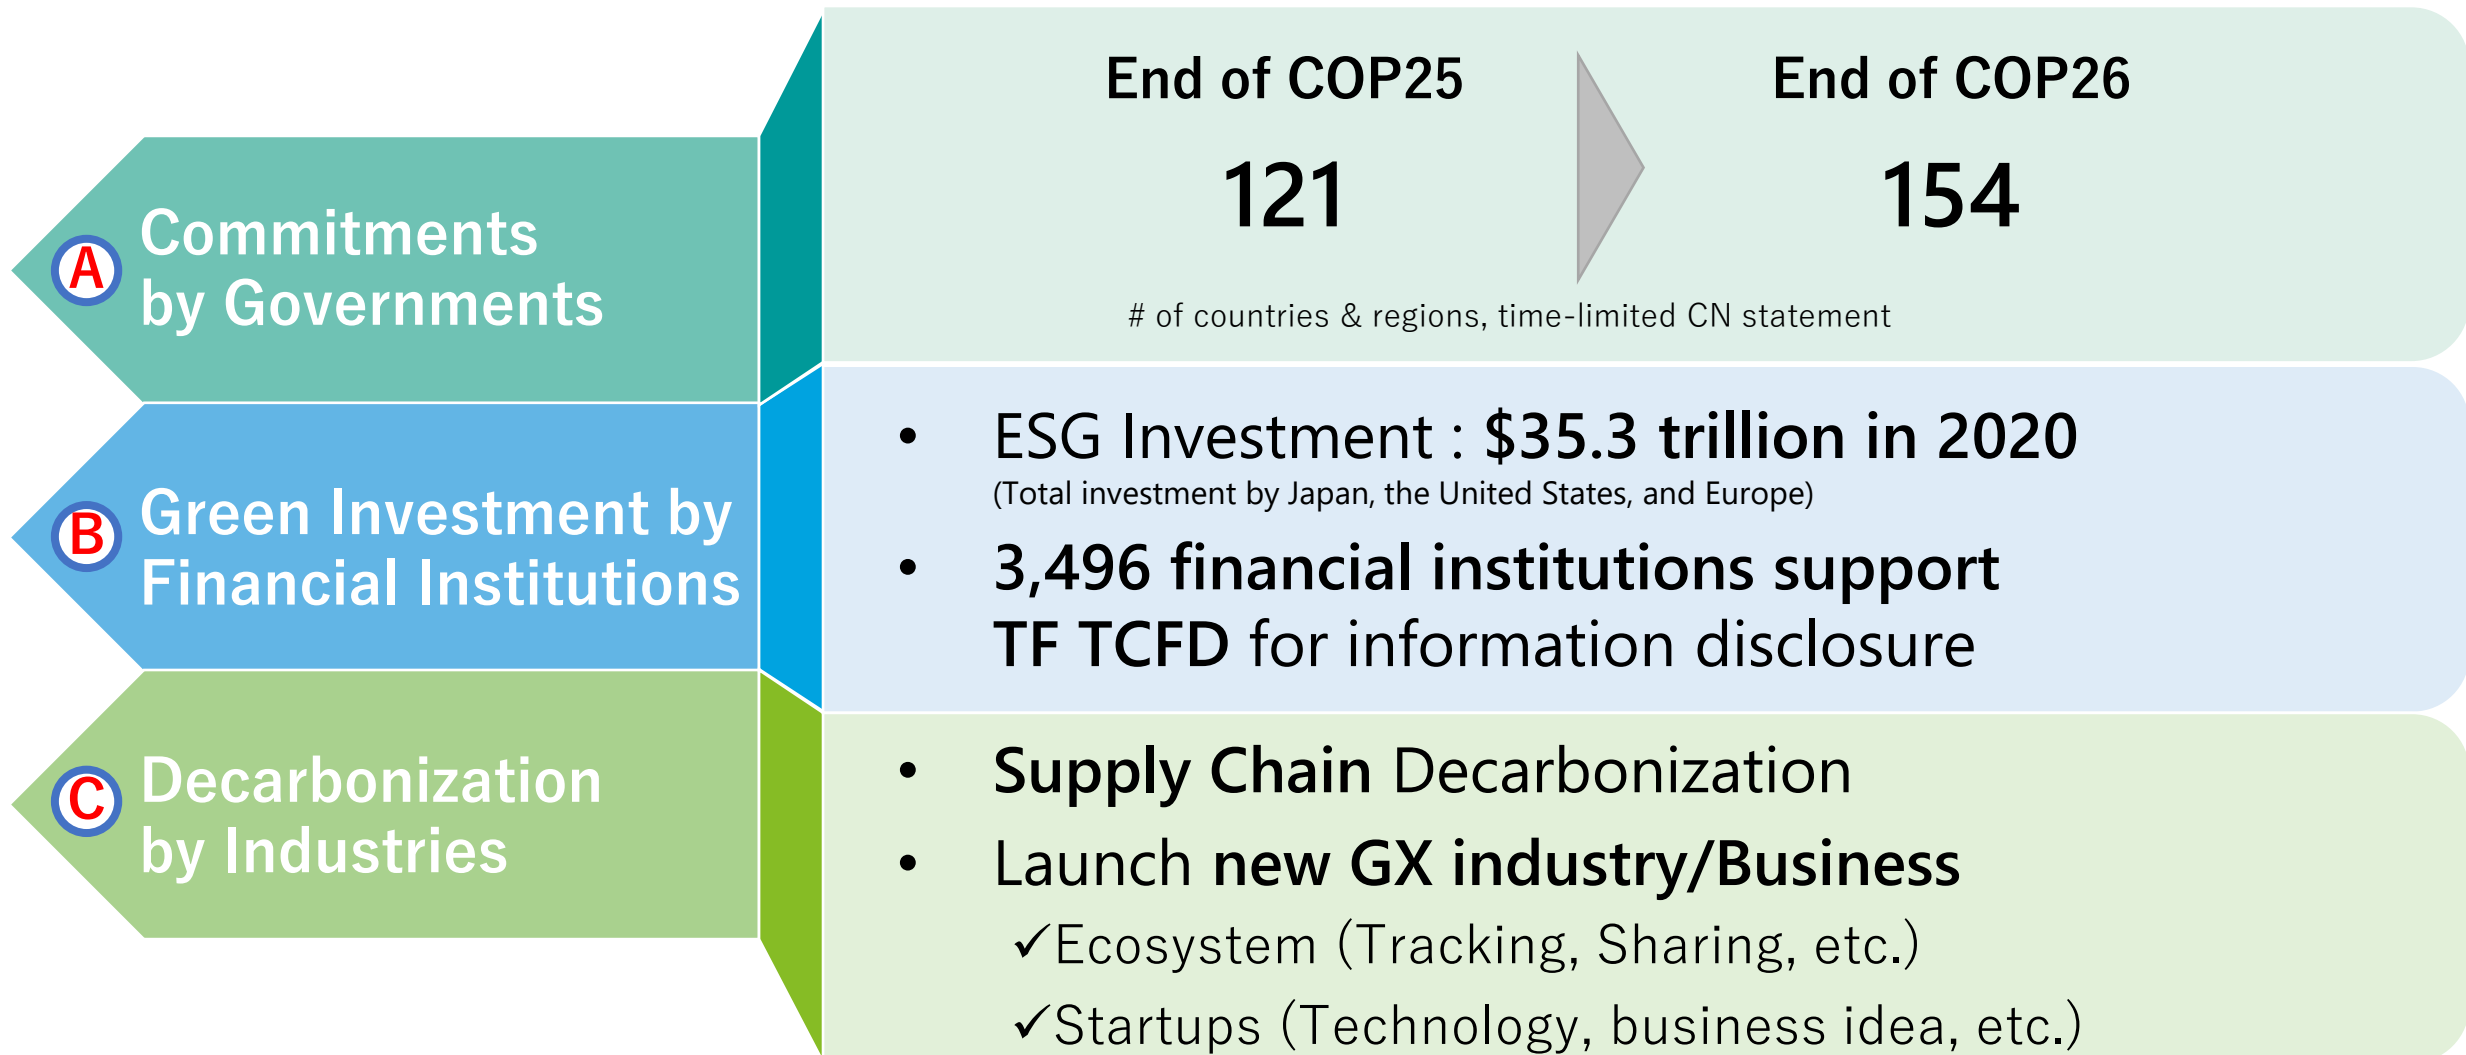 A
Commitments
by Governments
End of COP25
End of COP26
121
154
# of countries & regions, time-limited CN statement
B
Green Investment by
Financial Institutions
• ESG Investment : $35.3 trillion in 2020
(Total investment by Japan, the United States, and Europe)
• 3,496 financial institutions support
TF TCFD for information disclosure
C
Decarbonization
by Industries
• Supply Chain Decarbonization
• Launch new GX industry/Business
✓Ecosystem (Tracking, Sharing, etc.)
✓Startups (Technology, business idea, etc.)